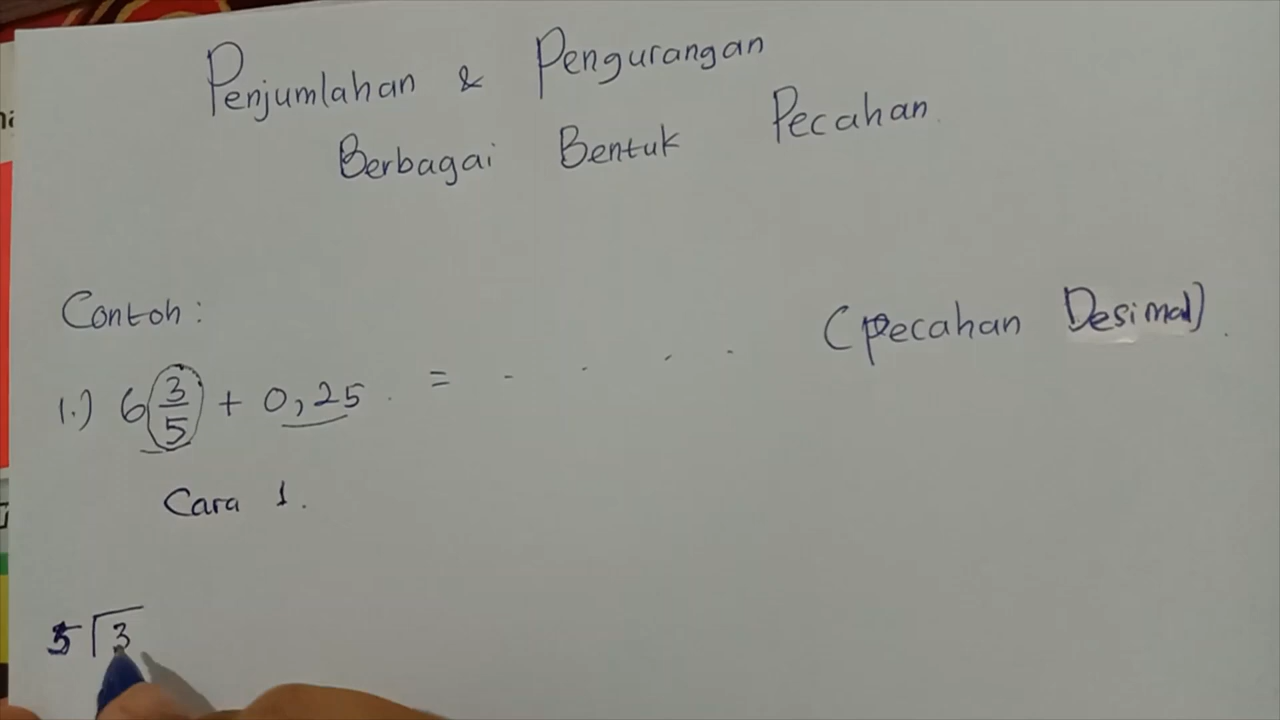 Penjumlahan & Pengurangan
Berbagai Bentuk Pecahan
Contoh:
(pecahan Desimal)
1.) 6 3/5 + 0,25 = . . . .
Cara 1.
5 √3